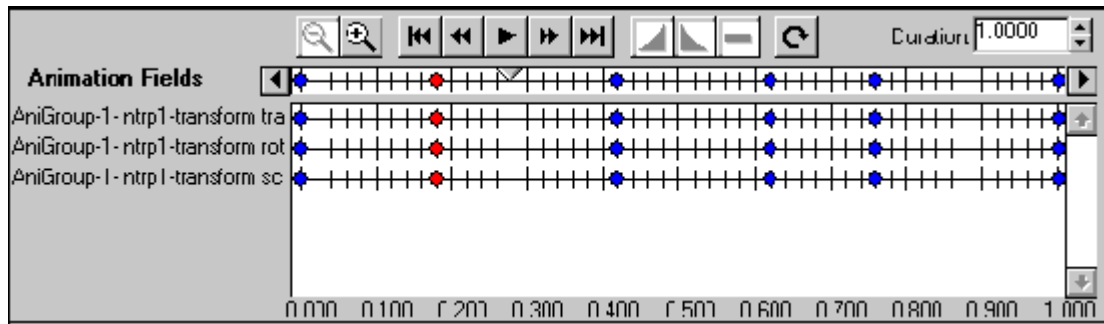 Duration 1.0000
Animation Fields
AniGroup-1-ntrp1-transform tra
AniGroup-1-ntrp1-transform rot
AniGroup-1-ntrp1-transform sc
0.000 0.100 0.200 0.300 0.400 0.500 0.600 0.700 0.800 0.900 1.000